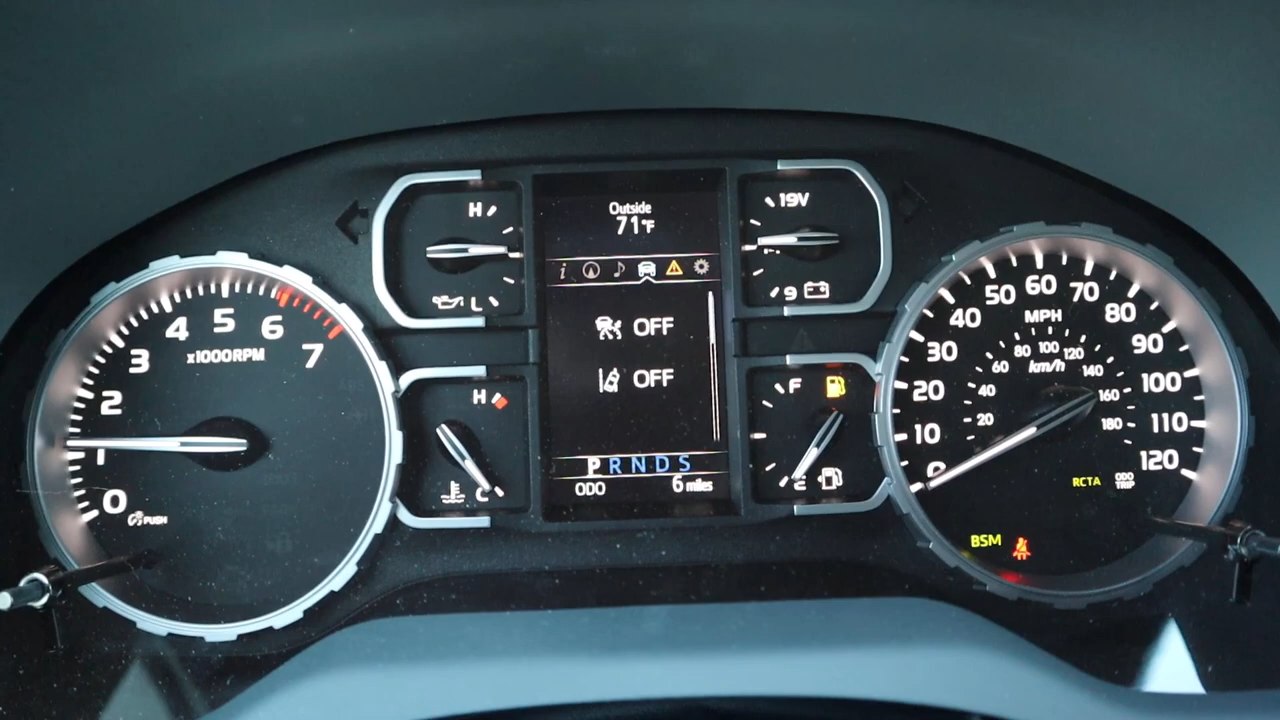 Outside
71°F
i
OFF
OFF
P R N D S
ODO 6 miles
H
L
H
C
19V
9
F
E
0
1
2
3
4
5
6
7
x1000RPM
PUSH
0
10
20
30
40
50
60
70
80
90
100
110
120
MPH
km/h
20
40
60
80
100
120
140
160
180
RCTA
ODO
TRIP
BSM